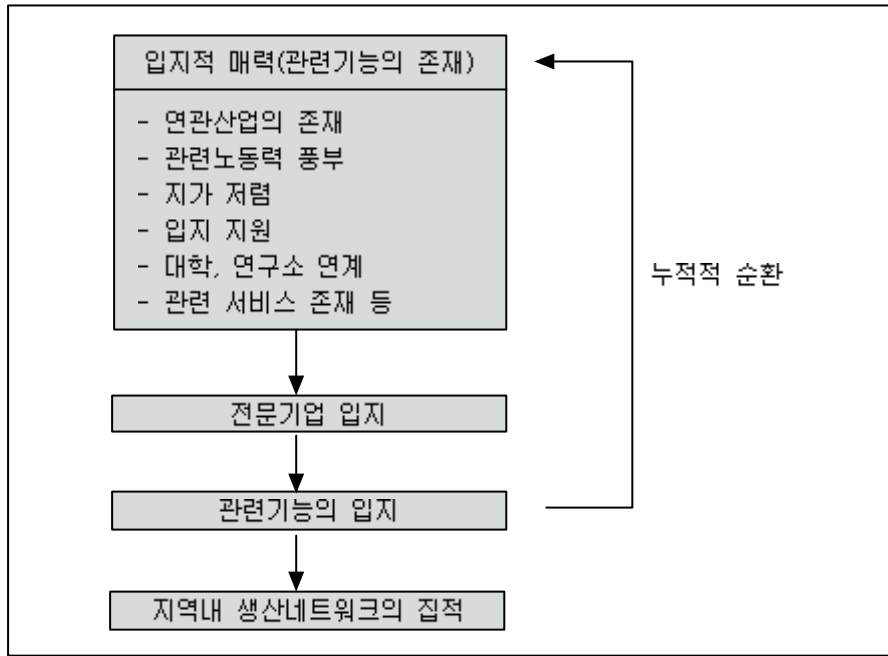 입지적 매력(관련기능의 존재)
- 연관산업의 존재
- 관련노동력 풍부
- 지가 저렴
- 입지 지원
- 대학, 연구소 연계
- 관련 서비스 존재 등
누적적 순환
전문기업 입지
관련기능의 입지
지역내 생산네트워크의 집적